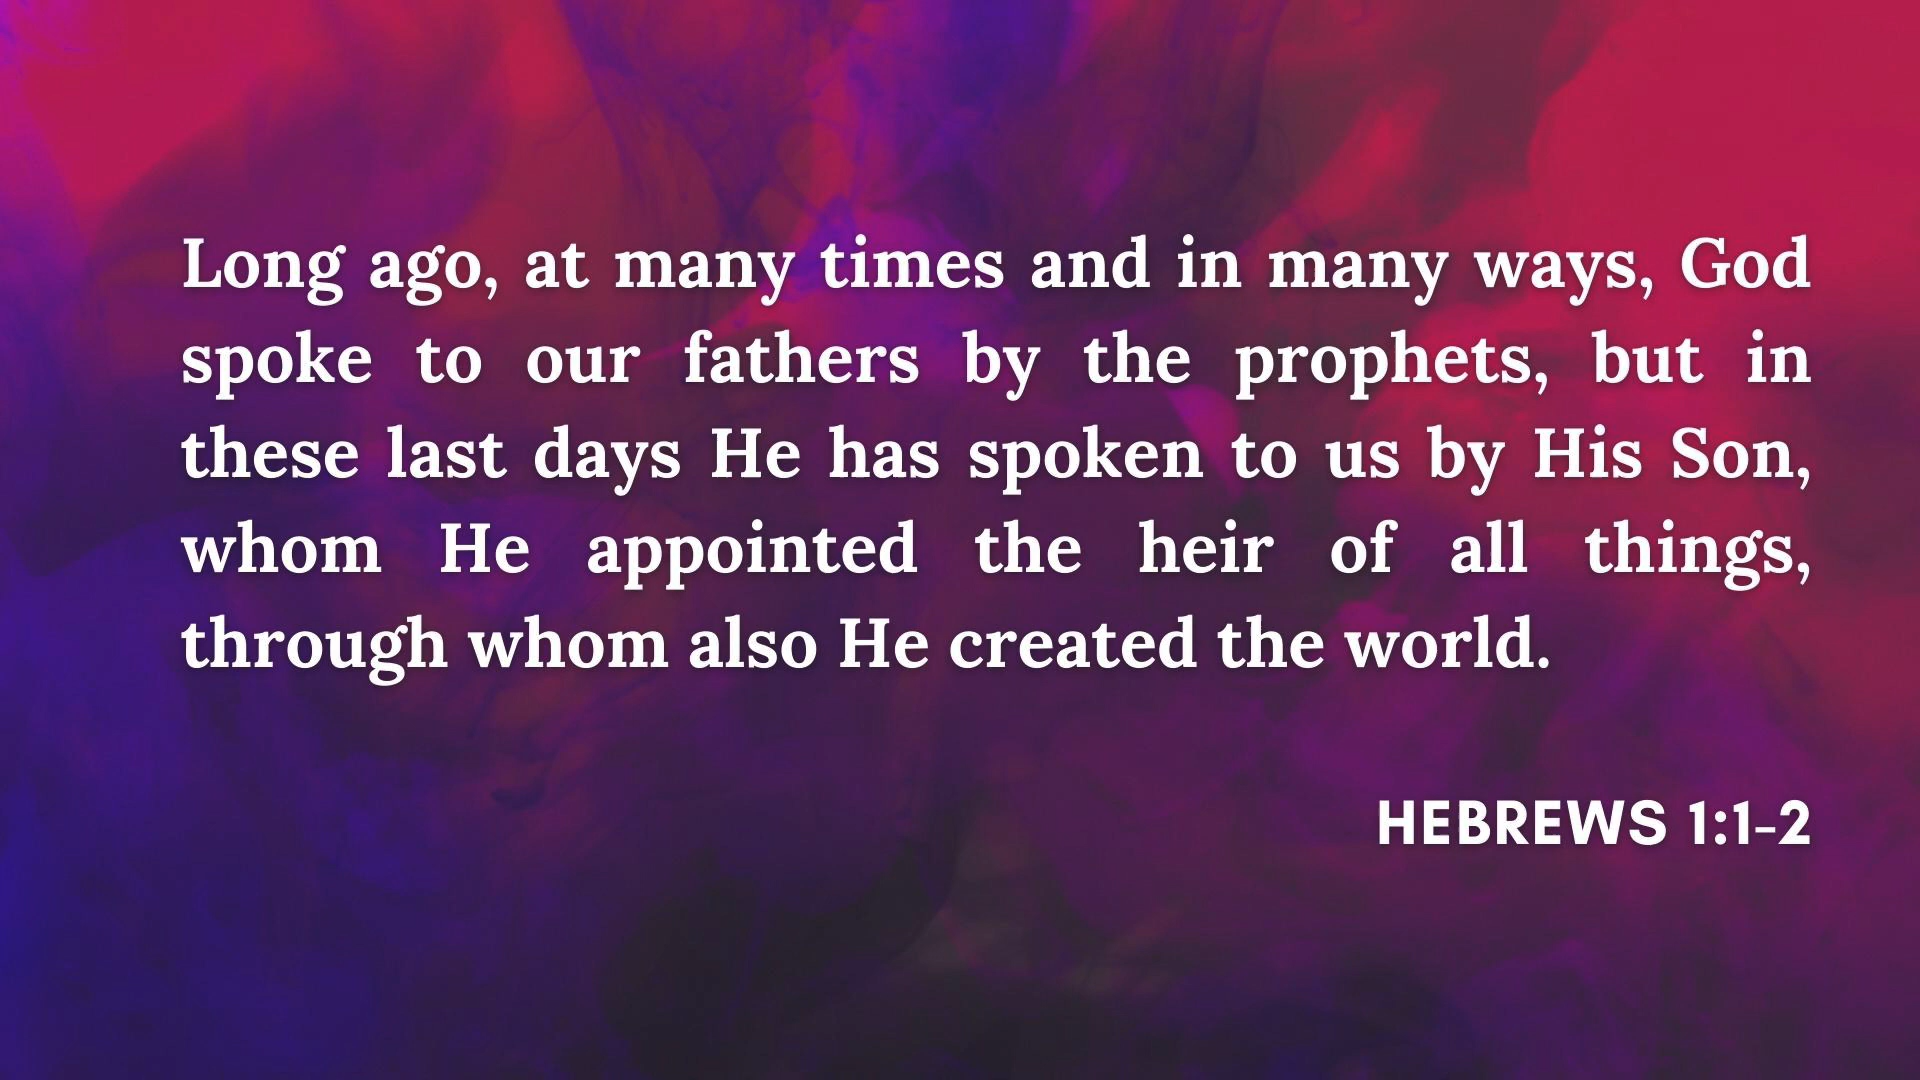 Long ago, at many times and in many ways, God
spoke to our fathers by the prophets, but in
these last days He has spoken to us by His Son,
whom He appointed the heir of all things,
through whom also He created the world.
HEBREWS 1:1–2